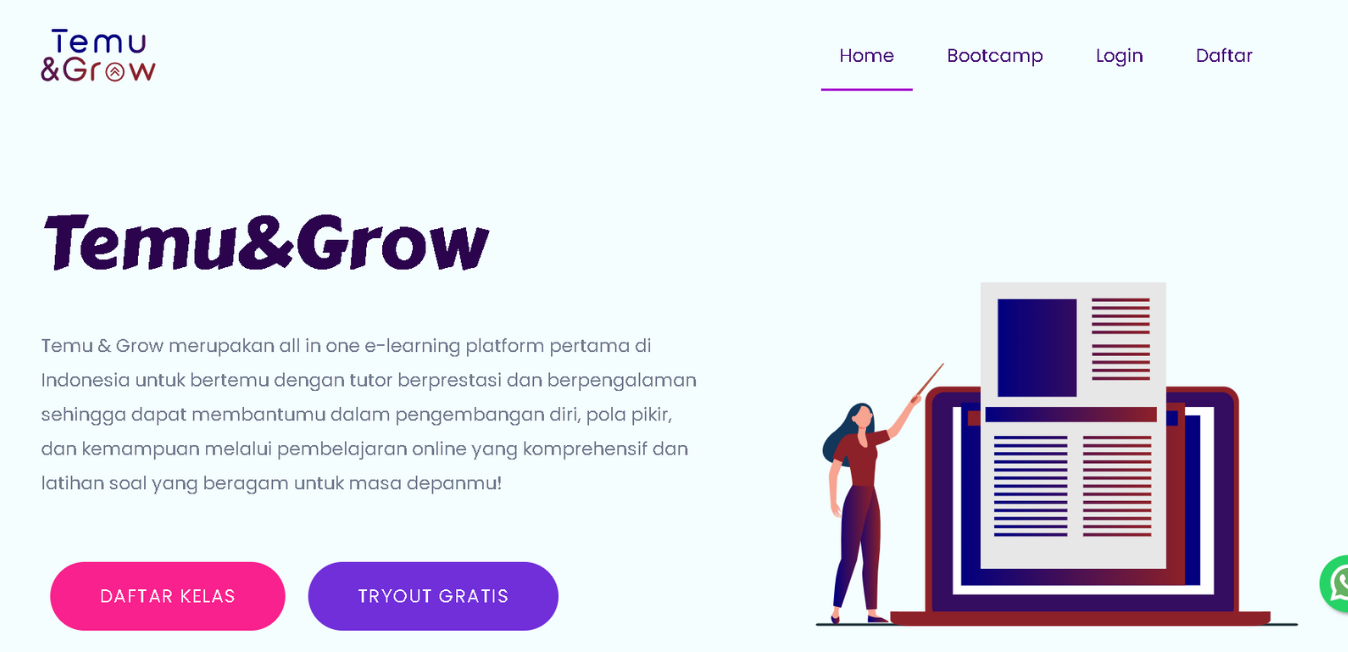 Temu
&Grow
Home
Bootcamp
Login
Daftar
Temu&Grow
Temu & Grow merupakan all in one e-learning platform pertama di
Indonesia untuk bertemu dengan tutor berprestasi dan berpengalaman
sehingga dapat membantumu dalam pengembangan diri, pola pikir,
dan kemampuan melalui pembelajaran online yang komprehensif dan
latihan soal yang beragam untuk masa depanmu!
DAFTAR KELAS
TRYOUT GRATIS